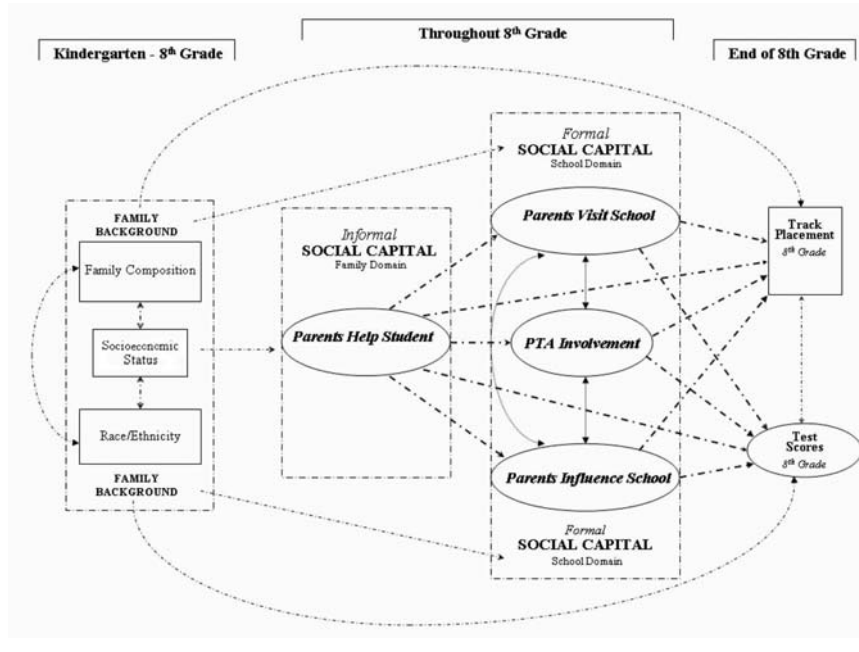 Kindergarten - 8th Grade
Throughout 8th Grade
End of 8th Grade
FAMILY
BACKGROUND
Family Composition
Socioeconomic
Status
Race/Ethnicity
FAMILY
BACKGROUND
Informal
SOCIAL CAPITAL
Family Domain
Parents Help Student
Formal
SOCIAL CAPITAL
School Domain
Parents Visit School
PTA Involvement
Parents Influence School
Formal
SOCIAL CAPITAL
School Domain
Track
Placement
8th Grade
Test
Scores
8th Grade